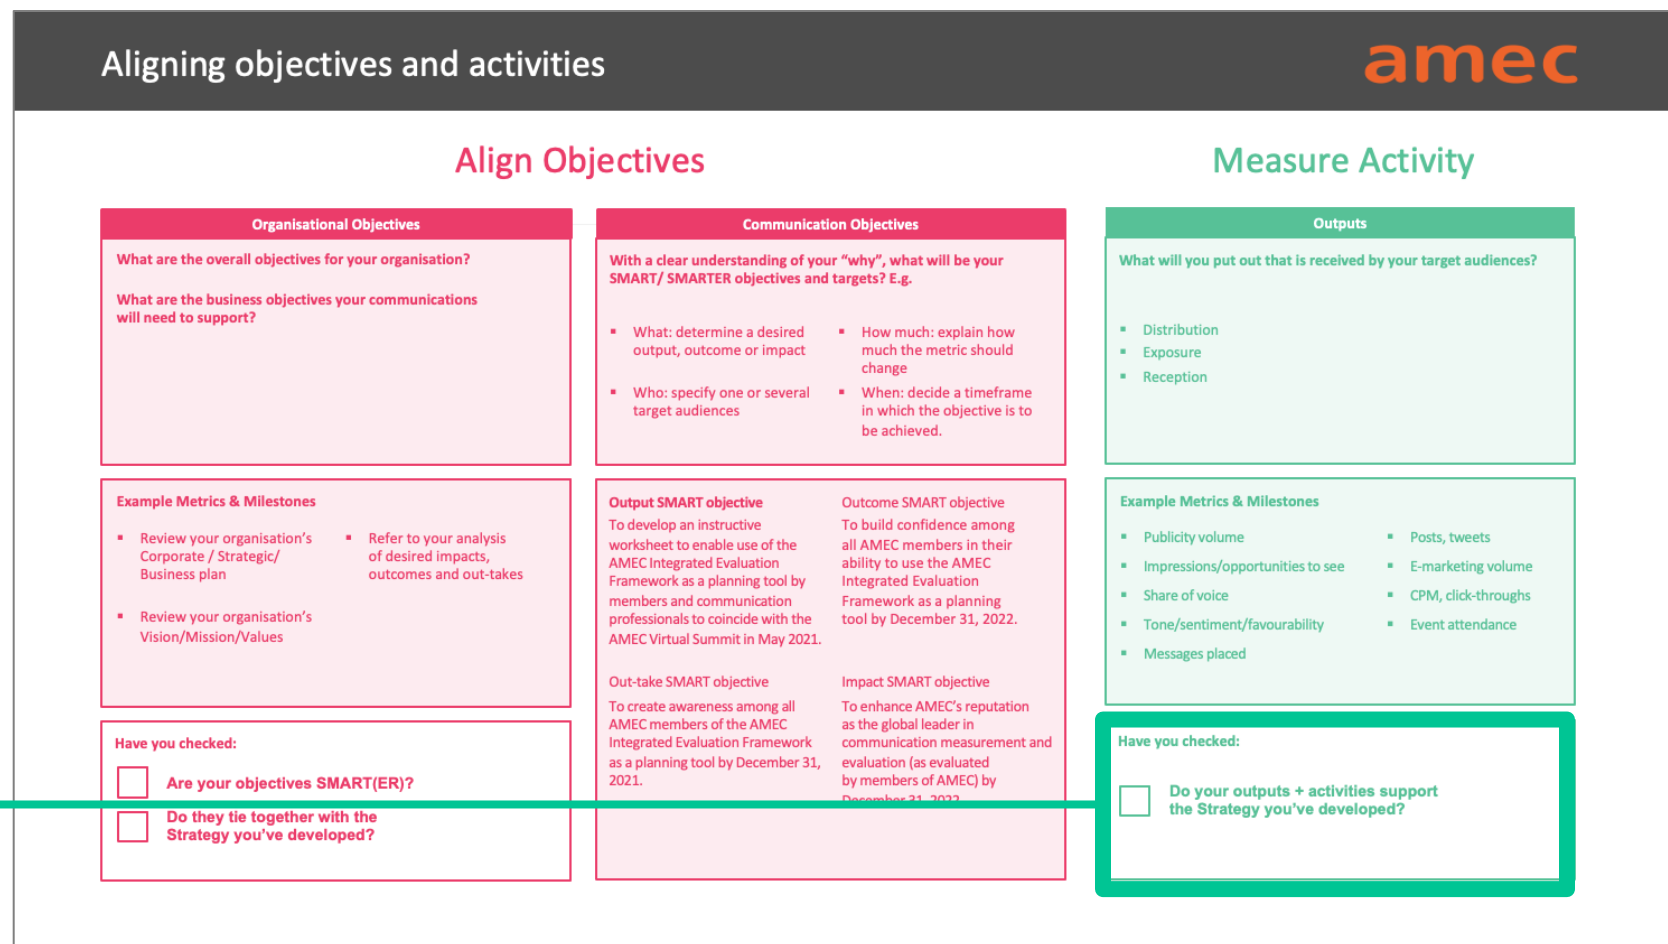 Aligning objectives and activities
amec
Align Objectives
Measure Activity
Organisational Objectives
What are the overall objectives for your organisation?
What are the business objectives your communications
will need to support?
Example Metrics & Milestones
Review your organisation's
Corporate / Strategic/
Business plan
Review your organisation's
Vision/Mission/Values
Refer to your analysis
of desired impacts,
outcomes and out-takes
Have you checked:
Are your objectives SMART(ER)?
Do they tie together with the
Strategy you've developed?
Communication Objectives
With a clear understanding of your “why”, what will be your
SMART/ SMARTER objectives and targets? E.g.
What: determine a desired
output, outcome or impact
Who: specify one or several
target audiences
How much: explain how
much the metric should
change
When: decide a timeframe
in which the objective is to
be achieved.
Output SMART objective
To develop an instructive
worksheet to enable use of the
AMEC Integrated Evaluation
Framework as a planning tool by
members and communication
professionals to coincide with the
AMEC Virtual Summit in May 2021.
Outcome SMART objective
To build confidence among
all AMEC members in their
ability to use the AMEC
Integrated Evaluation
Framework as a planning
tool by December 31, 2022.
Out-take SMART objective
To create awareness among all
AMEC members of the AMEC
Integrated Evaluation Framework
as a planning tool by December 31,
2021.
Impact SMART objective
To enhance AMEC's reputation
as the global leader in
communication measurement and
evaluation (as evaluated
by members of AMEC) by
December 31, 2022
Outputs
What will you put out that is received by your target audiences?
Distribution
Exposure
Reception
Example Metrics & Milestones
Publicity volume
Impressions/opportunities to see
Share of voice
Tone/sentiment/favourability
Messages placed
Posts, tweets
E-marketing volume
CPM, click-throughs
Event attendance
Have you checked:
Do your outputs + activities support
the Strategy you've developed?